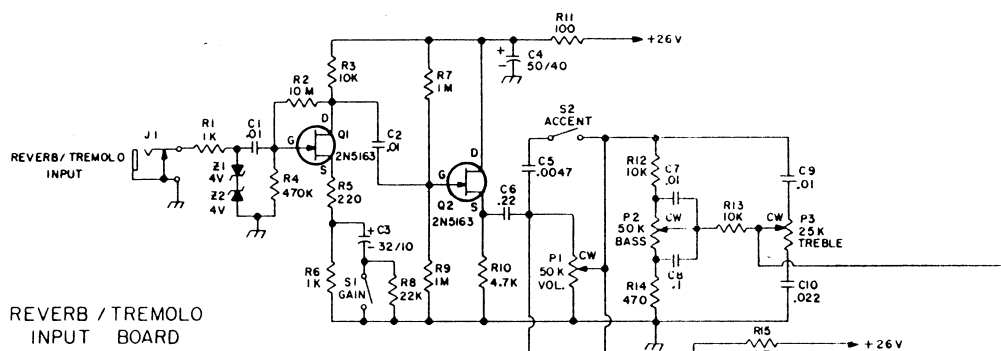 R11
100
+26V
+
-
C4
50/40
R3
10K
R7
1M
R2
10M
D
Q1
G
2N5163
S
C2
.01
S2
ACCENT
J1
R1
1K
C1
.01
REVERB/TREMOLO
INPUT
Z1
4V
Z2
4V
R4
470K
R5
220
D
G
Q2
2N5163
S
C6
.22
C5
.0047
R12
10K
C7
.01
C9
.01
P2
50K
BASS
CW
R13
10K
CW
P3
25K
TREBLE
+ C3
- 32/10
P1
50K
VOL.
CW
C8
.1
R6
1K
S1
GAIN
R8
22K
R9
1M
R10
4.7K
R14
470
C10
.022
REVERB / TREMOLO
INPUT BOARD
R15
+26V